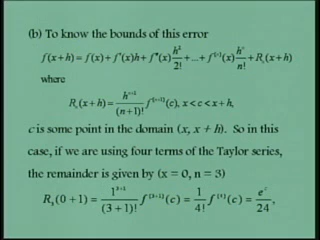 (b) To know the bounds of this error
f(x+h) = f(x) + f'(x)h + f''(x) h²/2! + ... + f⁽ⁿ⁾(x) hⁿ/n! + Rₙ(x+h)
where
Rₙ(x+h) = hⁿ⁺¹/(n+1)! f⁽ⁿ⁺¹⁾(c), x < c < x + h,
c is some point in the domain (x, x + h). So in this
case, if we are using four terms of the Taylor series,
the remainder is given by (x = 0, n = 3)
R₃(0+1) = 1³⁺¹/(3+1)! f⁽³⁺¹⁾(c) = 1/4! f⁽⁴⁾(c) = eᶜ/24,